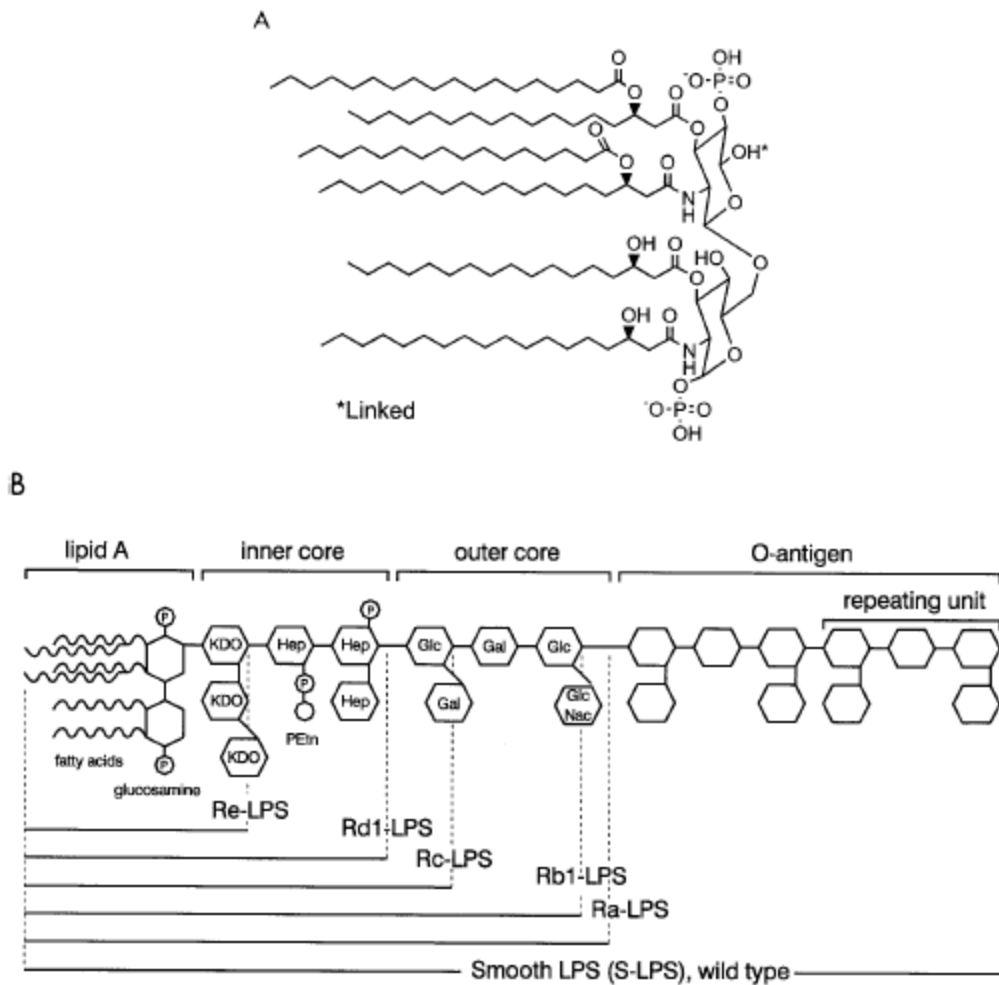 A
OH
⁻O-P=O
O
O
O
O
O
O
OH*
O
O
O
N
H
O
OH
O
O
HO
O
OH
O
N
H
O
O
⁻O-P=O
OH
*Linked
B
lipid A
inner core
outer core
O-antigen
repeating unit
P
P
KDO
Hep
Hep
Glc
Gal
Glc
KDO
P
Hep
Gal
Glc
Nac
KDO
PEtn
fatty acids
P
glucosamine
Re-LPS
Rd1-LPS
Rc-LPS
Rb1-LPS
Ra-LPS
Smooth LPS (S-LPS), wild type